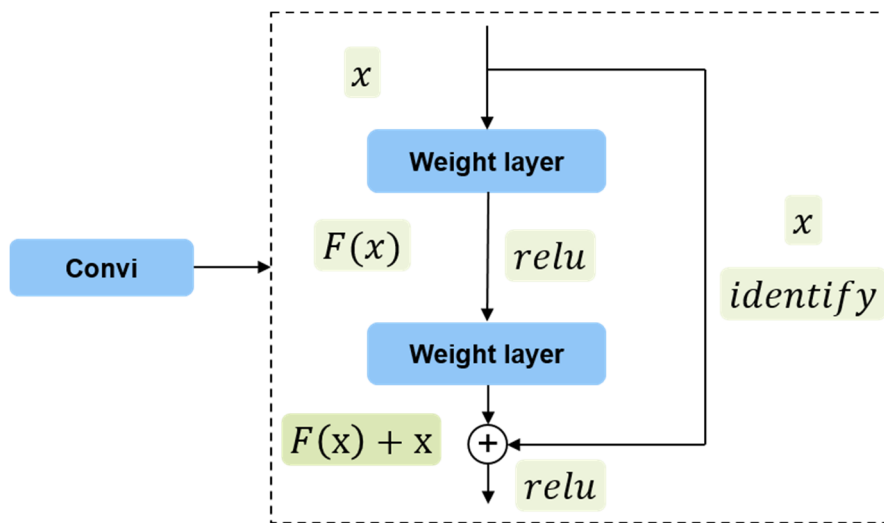 x
Weight layer
F(x)
relu
x
identify
Convi
Weight layer
F(x) + x
+
relu